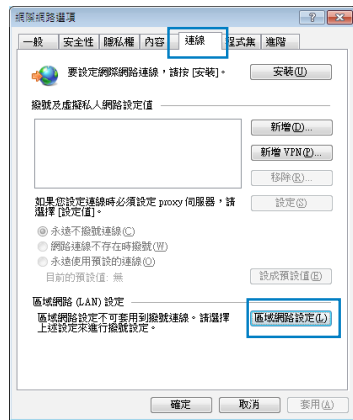 網際網路選項
一般 安全性 隱私權 內容 連線 程式集 進階
要設定網際網路連線，請按 [安裝]。 安裝(U)
撥號及虛擬私人網路設定值
新增(D)...
新增 VPN(P)...
移除(R)...
如果您設定連線時必須設定 proxy 伺服器，請 設定(S)
選擇 [設定值]。
永遠不撥號連線(C)
網路連線不存在時撥號(W)
永遠使用預設的連線(O)
目前的預設值: 無 設成預設值(E)
區域網路 (LAN) 設定
區域網路設定不可套用到撥號連線。請選擇 區域網路設定(L)
上述設定來進行撥號設定。
確定 取消 套用(A)